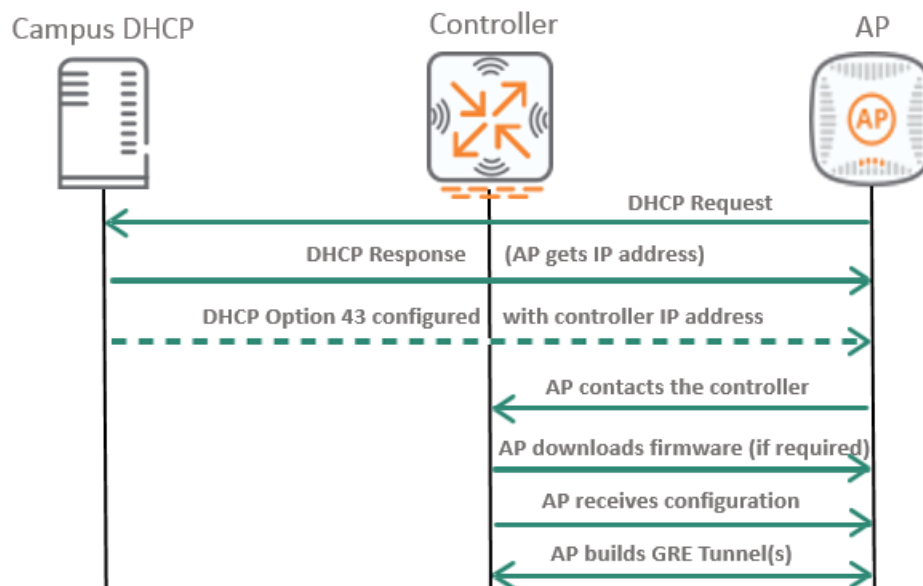 Campus DHCP
Controller
AP
AP
DHCP Request
DHCP Response (AP gets IP address)
DHCP Option 43 configured with controller IP address
AP contacts the controller
AP downloads firmware (if required)
AP receives configuration
AP builds GRE Tunnel(s)